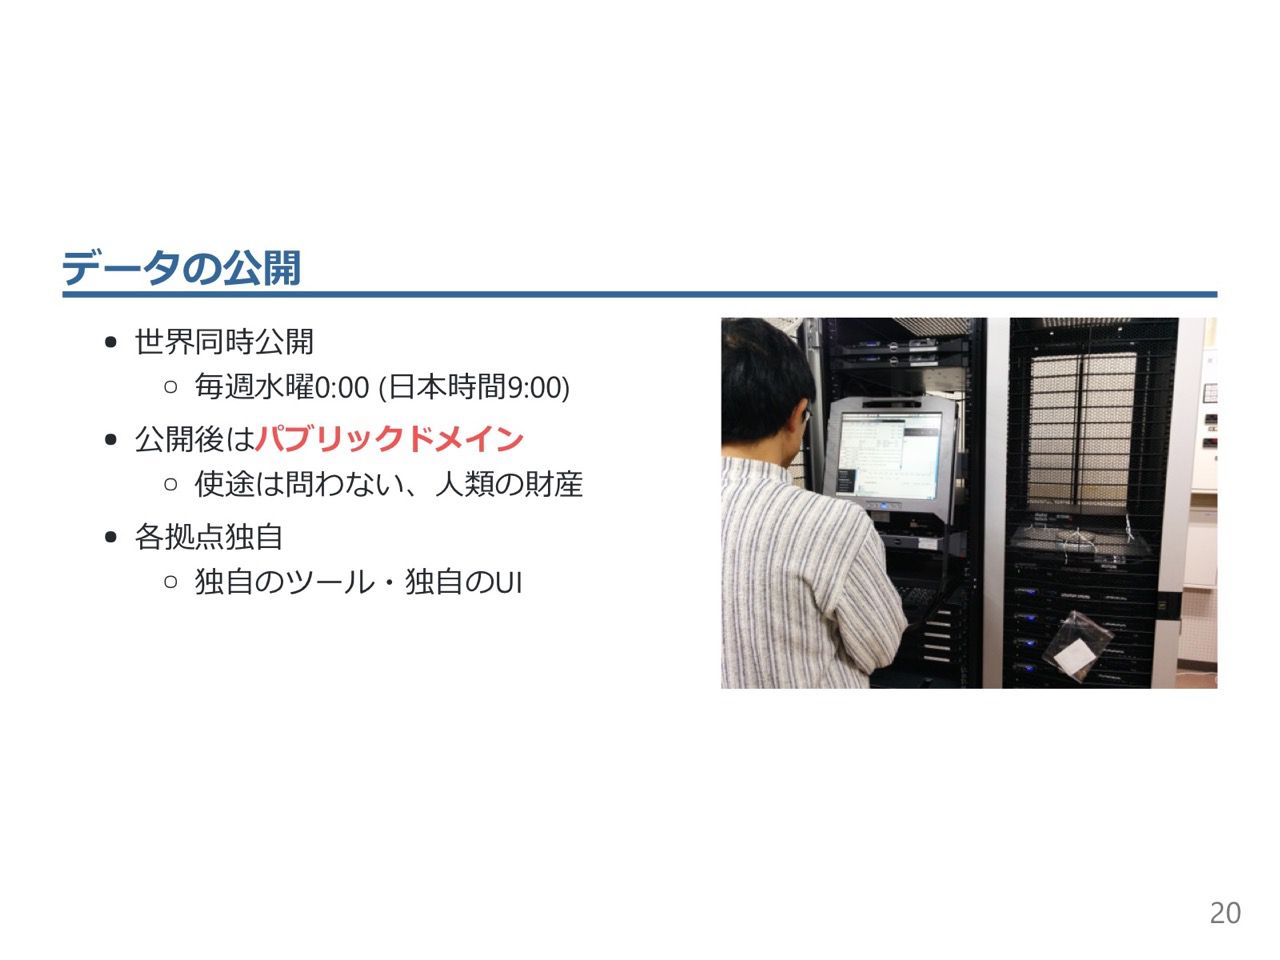 データの公開
世界同時公開
毎週水曜0:00 (日本時間9:00)
公開後はパブリックドメイン
使途は問わない、人類の財産
各拠点独自
独自のツール・独自のUI
20